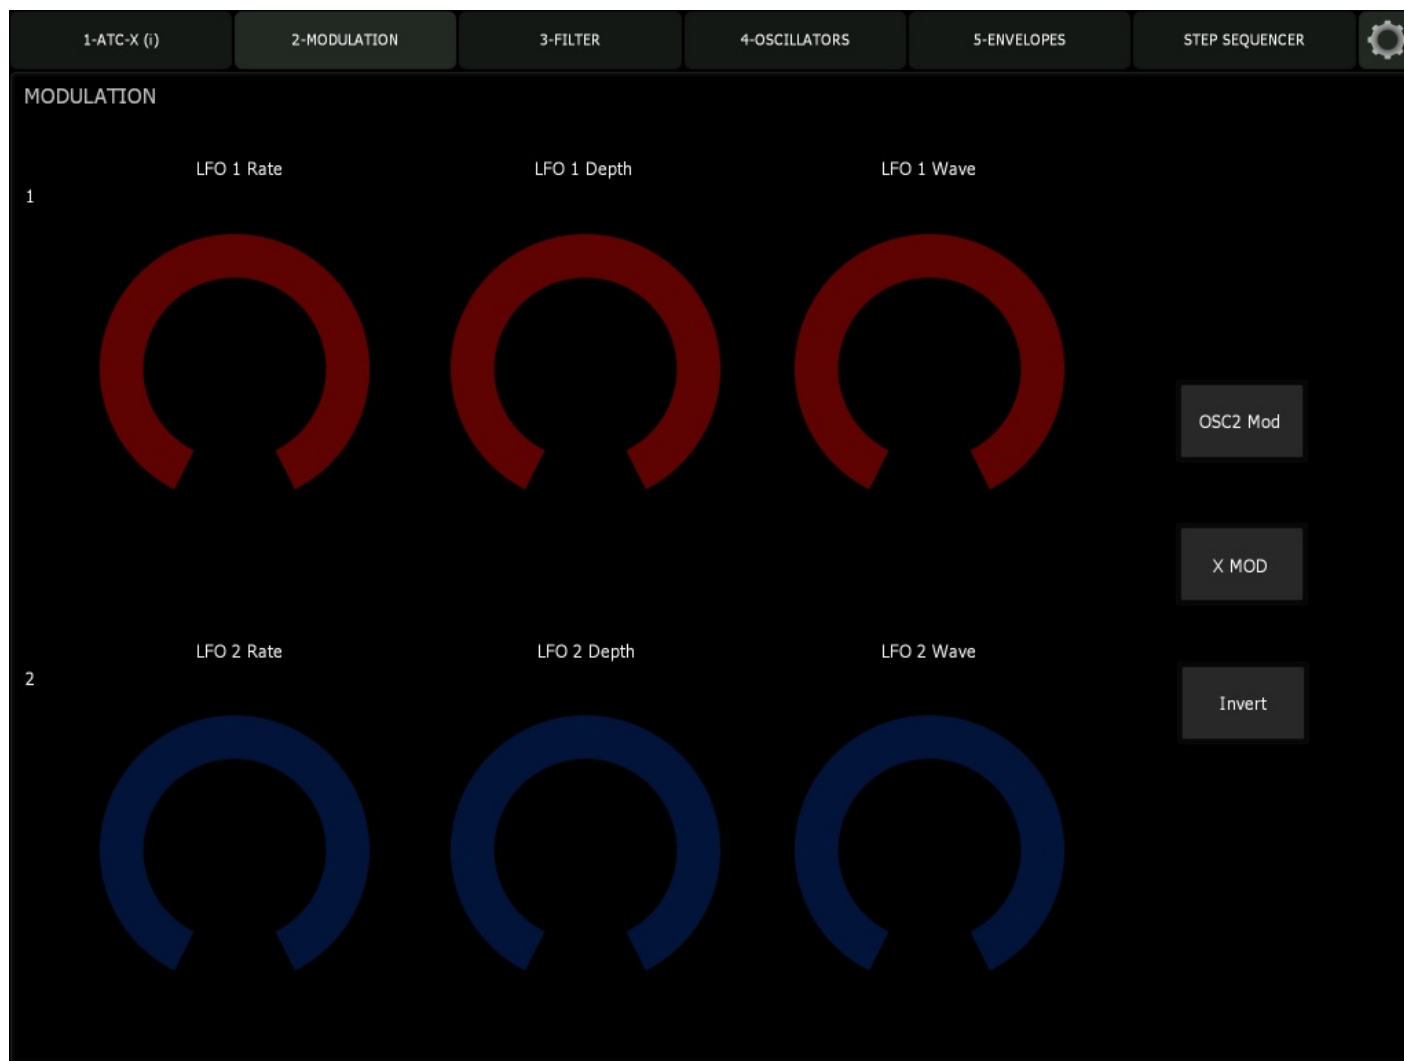 1-ATC-X (i) 2-MODULATION 3-FILTER 4-OSCILLATORS 5-ENVELOPES STEP SEQUENCER
MODULATION
LFO 1 Rate LFO 1 Depth LFO 1 Wave
1
OSC2 Mod
X MOD
LFO 2 Rate LFO 2 Depth LFO 2 Wave
2
Invert